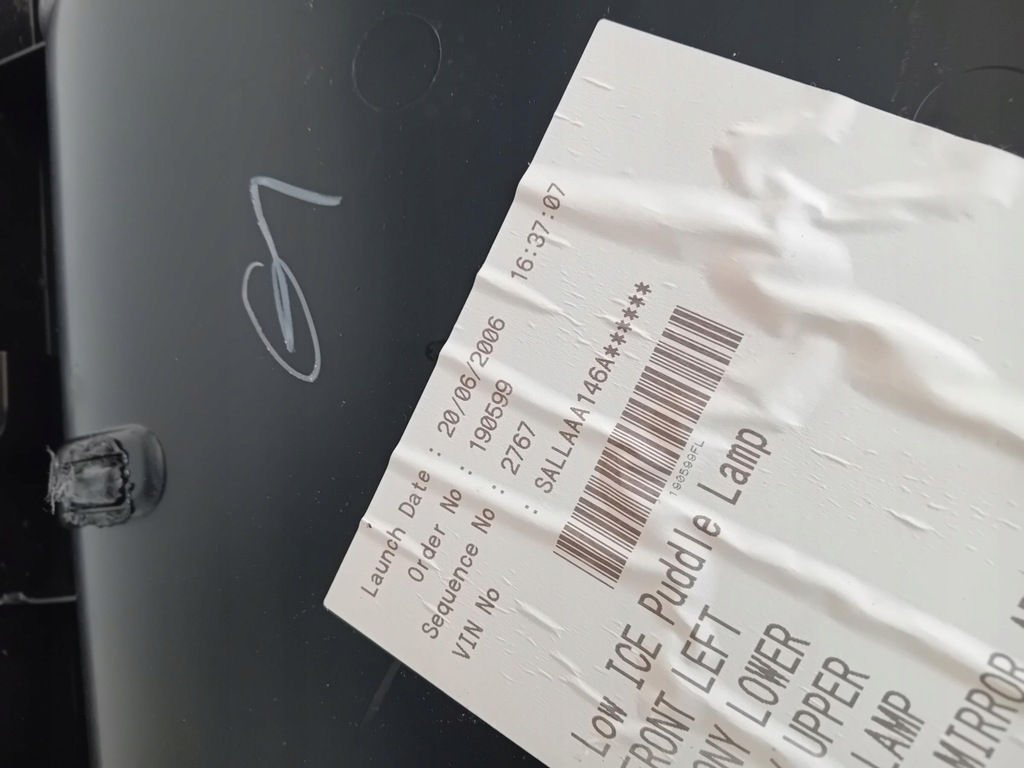 Launch Date : 20/06/2006 16:37:07
Order No : 190599
Sequence No : 2767
VIN No : SALLAAA146A******
190599FL
LOW ICE Puddle Lamp
FRONT LEFT
LOWER
UPPER
LAMP
MIRROR